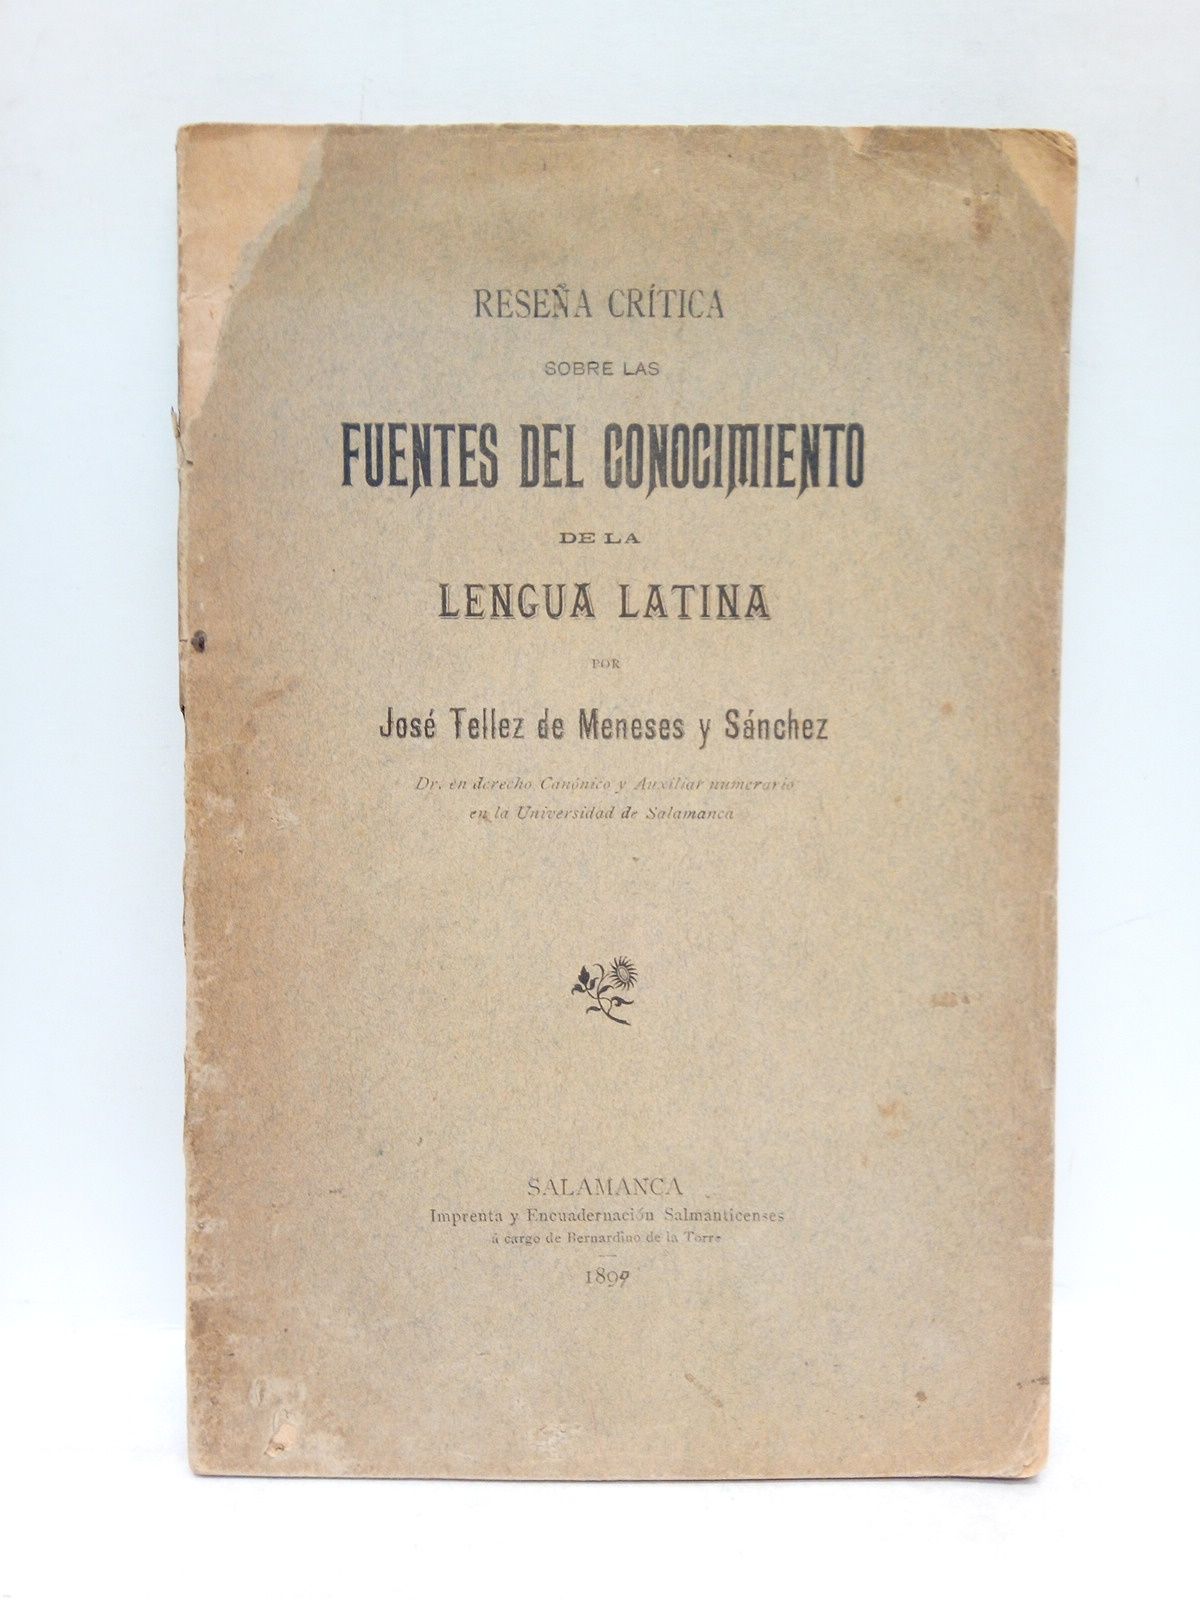 RESEÑA CRÍTICA
SOBRE LAS
FUENTES DEL CONOCIMIENTO
DE LA
LENGUA LATINA
POR
José Tellez de Meneses y Sánchez
Dr. en derecho Canónico y Auxiliar numerario
en la Universidad de Salamanca
SALAMANCA
Imprenta y Encuadernación Salmanticenses
á cargo de Bernardino de la Torre
1899